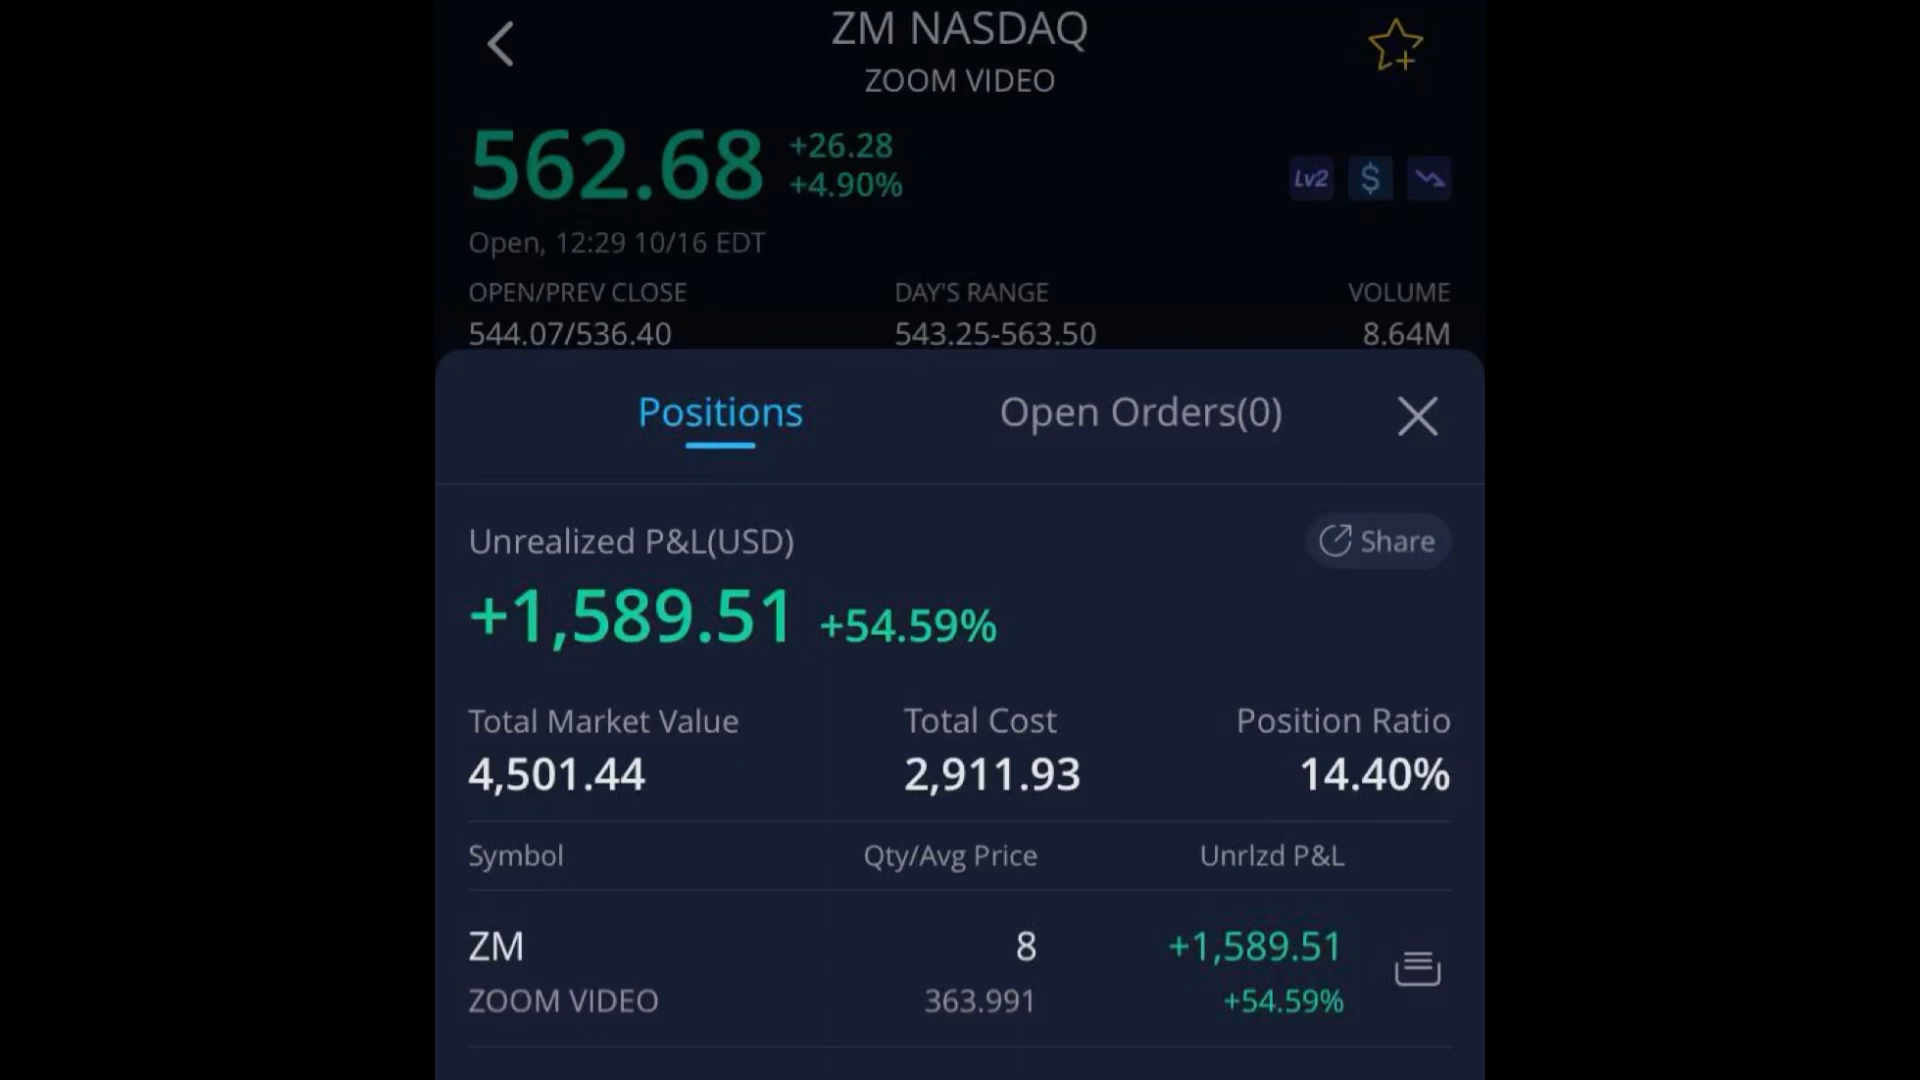 ZM NASDAQ
ZOOM VIDEO
562.68 +26.28
+4.90%
Lv2 $
Open, 12:29 10/16 EDT
OPEN/PREV CLOSE DAY'S RANGE VOLUME
544.07/536.40 543.25-563.50 8.64M
Positions Open Orders(0)
Unrealized P&L(USD) Share
+1,589.51 +54.59%
Total Market Value Total Cost Position Ratio
4,501.44 2,911.93 14.40%
Symbol Qty/Avg Price Unrlzd P&L
ZM 8 +1,589.51
ZOOM VIDEO 363.991 +54.59%